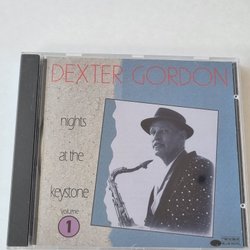 DEXTER GORDON
nights
at the
keystone
volume
1